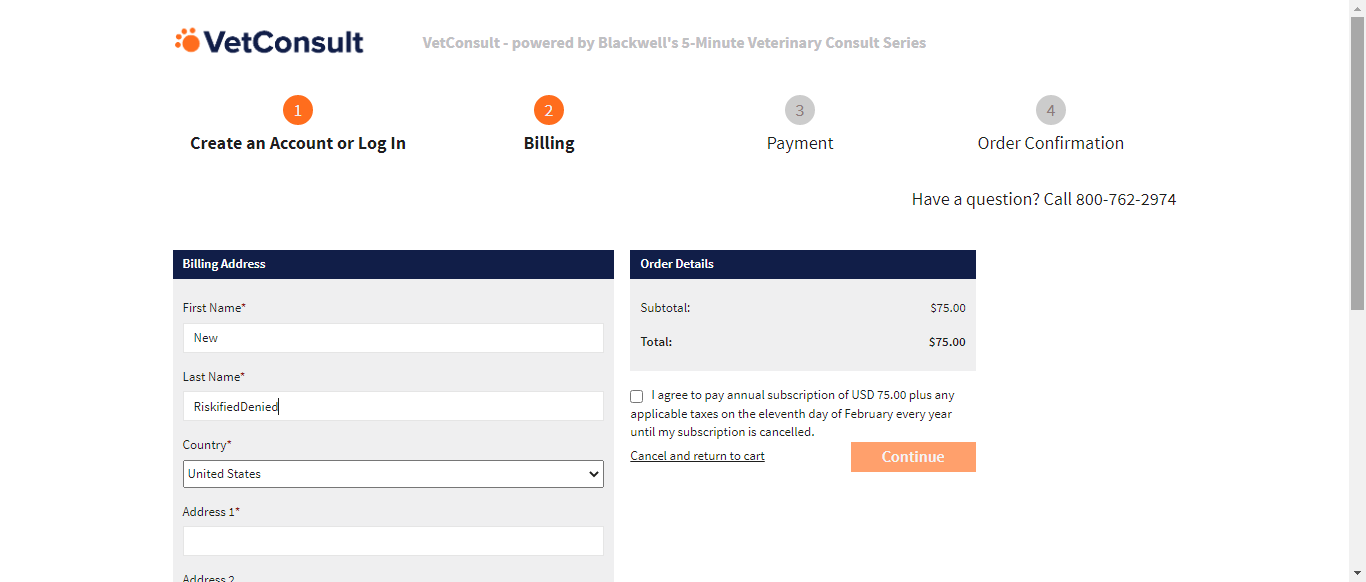 VetConsult
VetConsult - powered by Blackwell's 5-Minute Veterinary Consult Series
1
2
3
4
Create an Account or Log In
Billing
Payment
Order Confirmation
Have a question? Call 800-762-2974
Billing Address
First Name*
New
Last Name*
RiskifiedDenied
Country*
United States
Address 1*
Address 2
Order Details
Subtotal: $75.00
Total: $75.00
I agree to pay annual subscription of USD 75.00 plus any
applicable taxes on the eleventh day of February every year
until my subscription is cancelled.
Cancel and return to cart
Continue